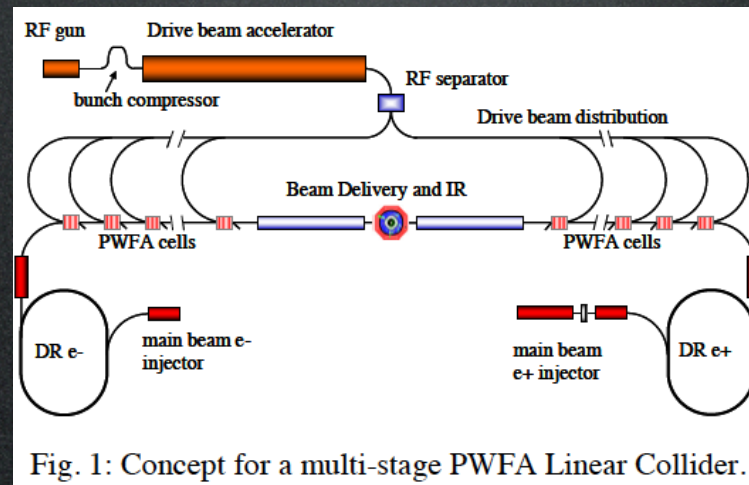 RF gun
Drive beam accelerator
bunch compressor
RF separator
Drive beam distribution
Beam Delivery and IR
PWFA cells
PWFA cells
DR e-
main beam e-
injector
main beam
e+ injector
DR e+
Fig. 1: Concept for a multi-stage PWFA Linear Collider.